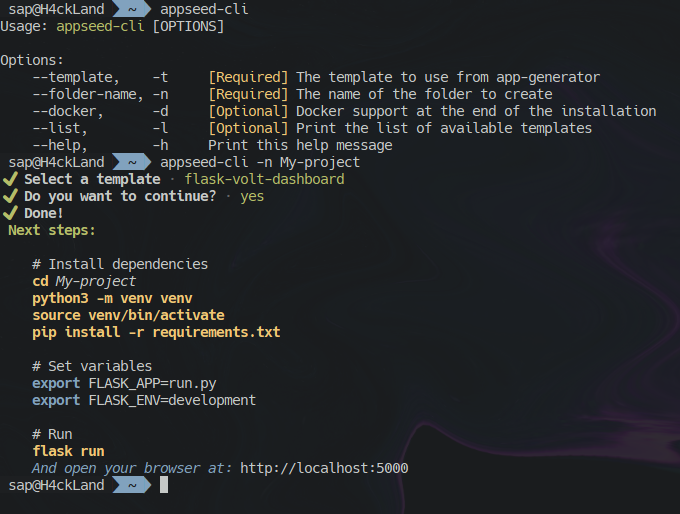 sap@H4ckLand ~ appseed-cli
Usage: appseed-cli [OPTIONS]
Options:
--template, -t [Required] The template to use from app-generator
--folder-name, -n [Required] The name of the folder to create
--docker, -d [Optional] Docker support at the end of the installation
--list, -l [Optional] Print the list of available templates
--help, -h Print this help message
sap@H4ckLand ~ appseed-cli -n My-project
✔ Select a template · flask-volt-dashboard
✔ Do you want to continue? · yes
✔ Done!
Next steps:
# Install dependencies
cd My-project
python3 -m venv venv
source venv/bin/activate
pip install -r requirements.txt
# Set variables
export FLASK_APP=run.py
export FLASK_ENV=development
# Run
flask run
And open your browser at: http://localhost:5000
sap@H4ckLand ~